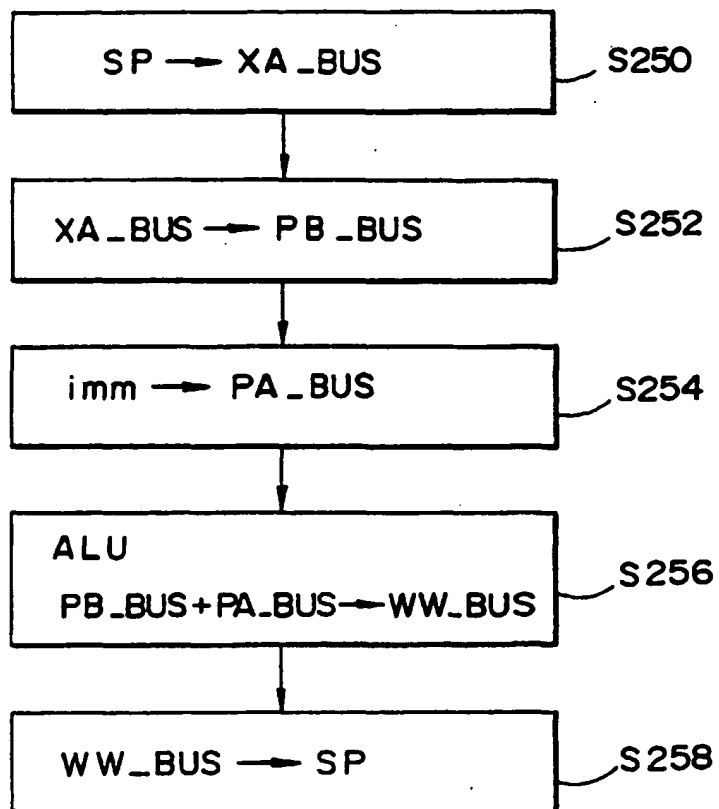 SP → XA_BUS
S250
XA_BUS → PB_BUS
S252
imm → PA_BUS
S254
ALU
PB_BUS+PA_BUS→WW_BUS
S256
WW_BUS → SP
S258